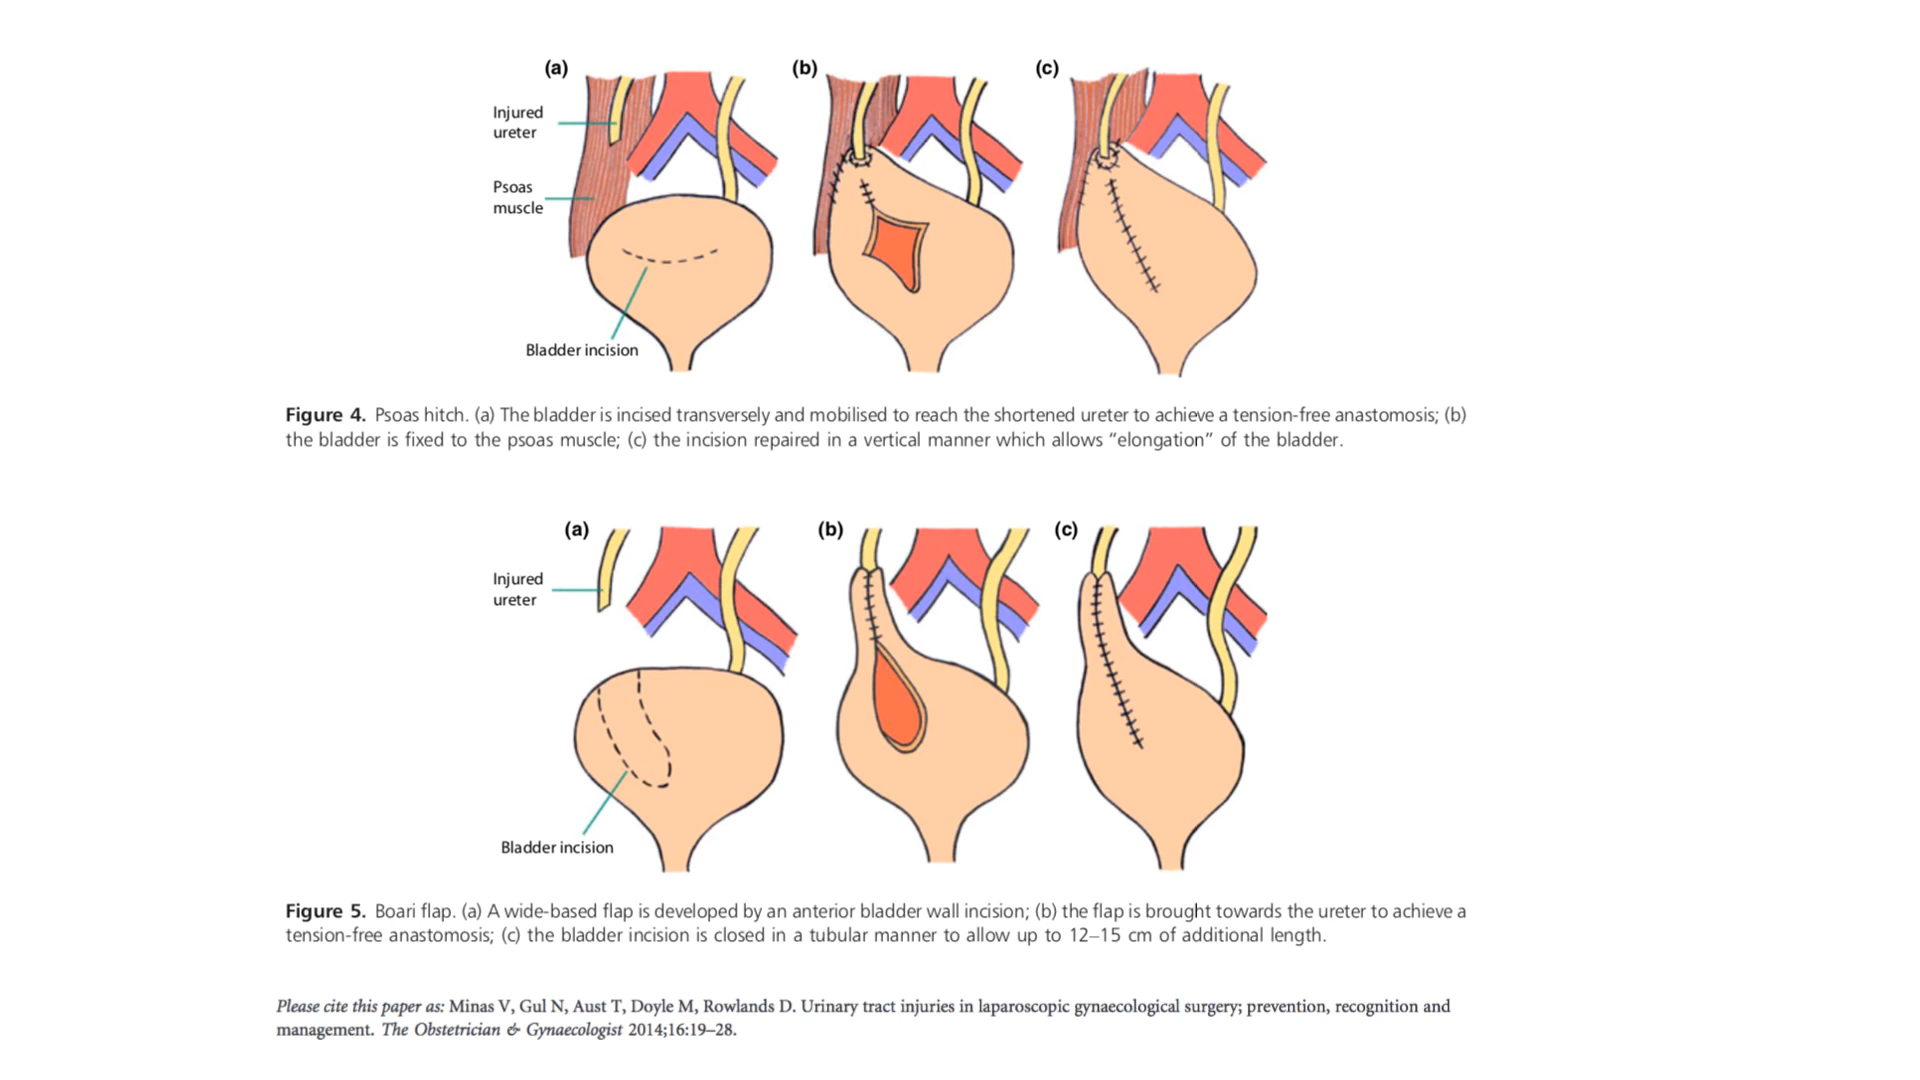 (a) (b) (c)
Injured
ureter
Psoas
muscle
Bladder incision
Figure 4. Psoas hitch. (a) The bladder is incised transversely and mobilised to reach the shortened ureter to achieve a tension-free anastomosis; (b)
the bladder is fixed to the psoas muscle; (c) the incision repaired in a vertical manner which allows “elongation” of the bladder.
(a) (b) (c)
Injured
ureter
Bladder incision
Figure 5. Boari flap. (a) A wide-based flap is developed by an anterior bladder wall incision; (b) the flap is brought towards the ureter to achieve a
tension-free anastomosis; (c) the bladder incision is closed in a tubular manner to allow up to 12–15 cm of additional length.
Please cite this paper as: Minas V, Gul N, Aust T, Doyle M, Rowlands D. Urinary tract injuries in laparoscopic gynaecological surgery; prevention, recognition and
management. The Obstetrician & Gynaecologist 2014;16:19–28.